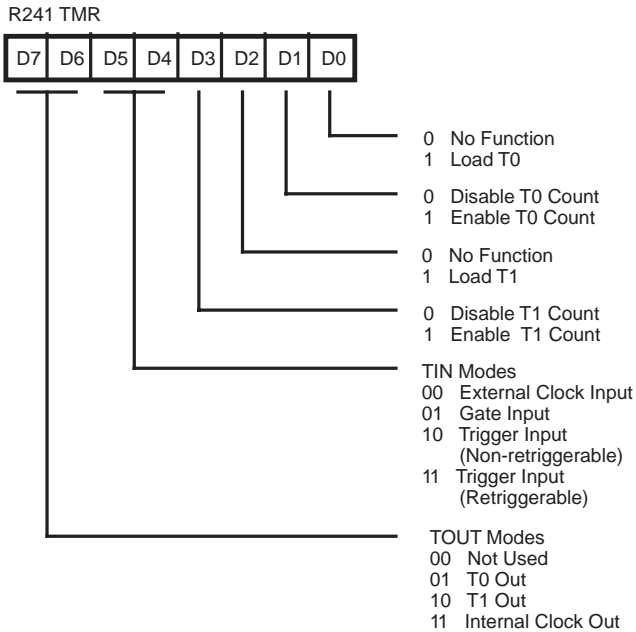 R241 TMR
D7 D6 D5 D4 D3 D2 D1 D0
0 No Function
1 Load T0
0 Disable T0 Count
1 Enable T0 Count
0 No Function
1 Load T1
0 Disable T1 Count
1 Enable T1 Count
TIN Modes
00 External Clock Input
01 Gate Input
10 Trigger Input
(Non-retriggerable)
11 Trigger Input
(Retriggerable)
TOUT Modes
00 Not Used
01 T0 Out
10 T1 Out
11 Internal Clock Out